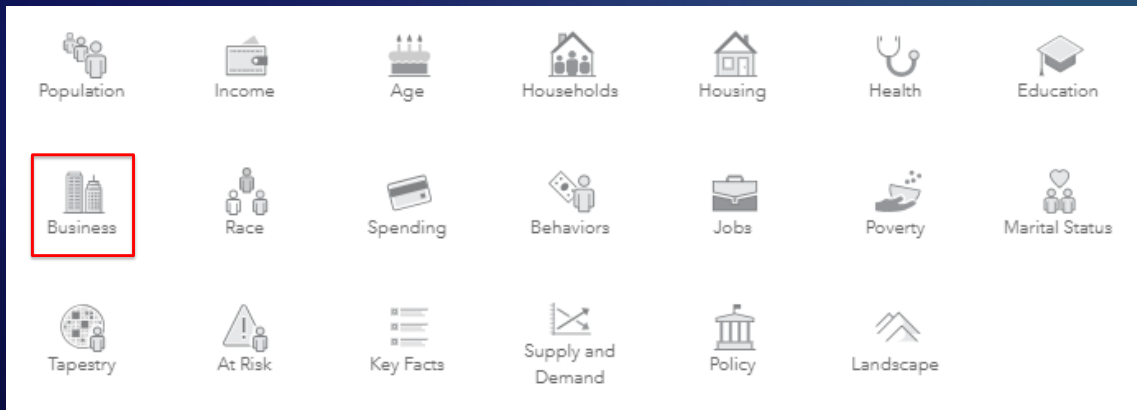 Population
Income
Age
Households
Housing
Health
Education
Business
Race
Spending
Behaviors
Jobs
Poverty
Marital Status
Tapestry
At Risk
Key Facts
Supply and
Demand
Policy
Landscape